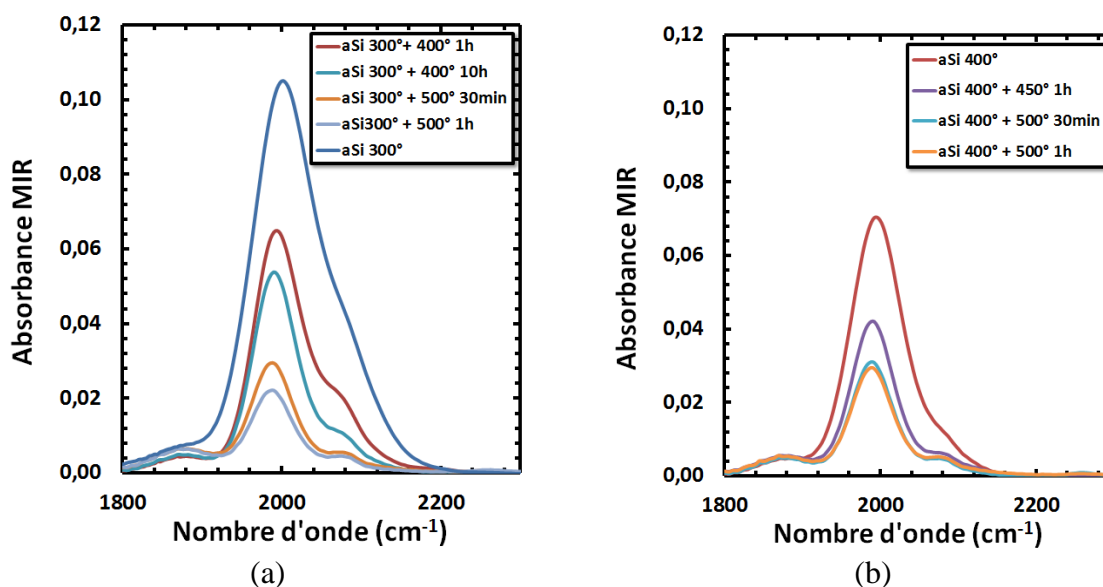 0,12
0,10
0,08
0,06
0,04
0,02
0,00
Absorbance MIR
aSi 300°+ 400° 1h
aSi 300° + 400° 10h
aSi 300° + 500° 30min
aSi300° + 500° 1h
aSi 300°
1800 2000 2200
Nombre d'onde (cm-1)
(a)
0,12
0,10
0,08
0,06
0,04
0,02
0,00
Absorbance MIR
aSi 400°
aSi 400° + 450° 1h
aSi 400° + 500° 30min
aSi 400° + 500° 1h
1800 2000 2200
Nombre d'onde (cm-1)
(b)